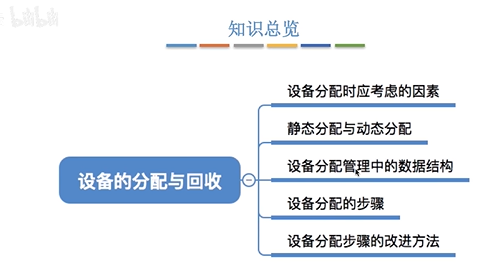 知识总览
设备分配时应考虑的因素
静态分配与动态分配
设备分配管理中的数据结构
设备的分配与回收
设备分配的步骤
设备分配步骤的改进方法